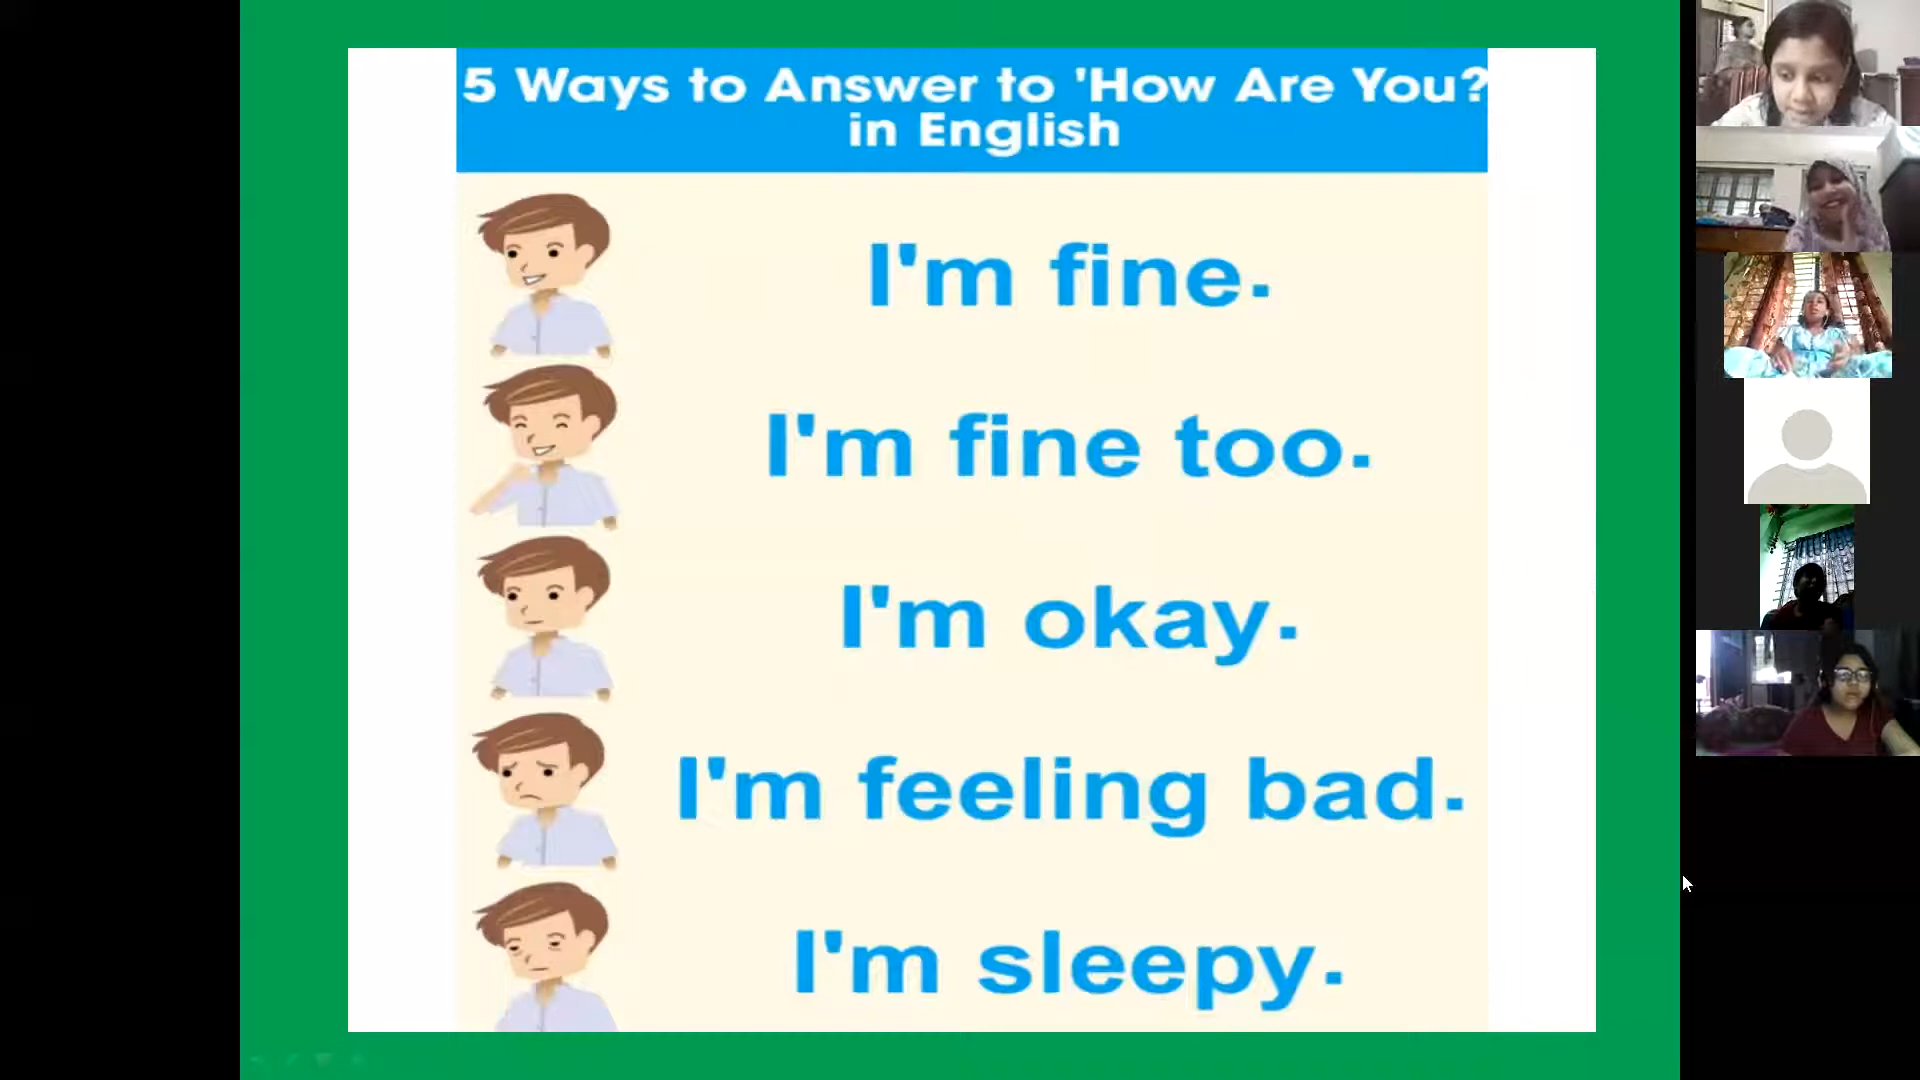 5 Ways to Answer to 'How Are You?
in English
I'm fine.
I'm fine too.
I'm okay.
I'm feeling bad.
I'm sleepy.